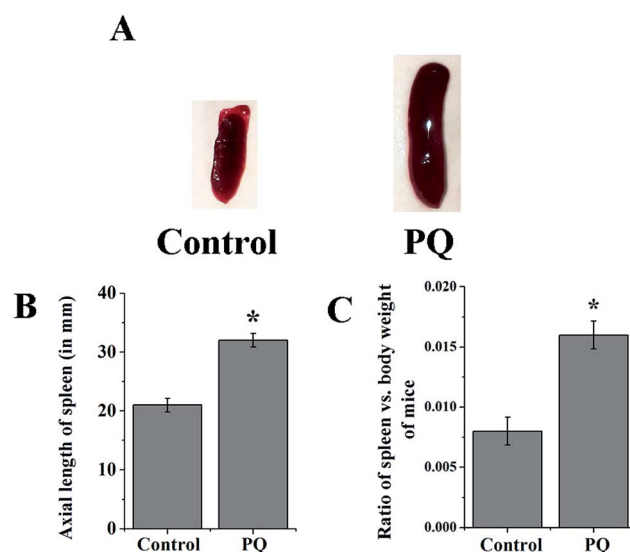 A
Control
PQ
B
Axial length of spleen (in mm)
40
30
20
10
0
*
Control
PQ
C
Ratio of spleen vs. body weight
of mice
0.020
0.015
0.010
0.005
0.000
*
Control
PQ